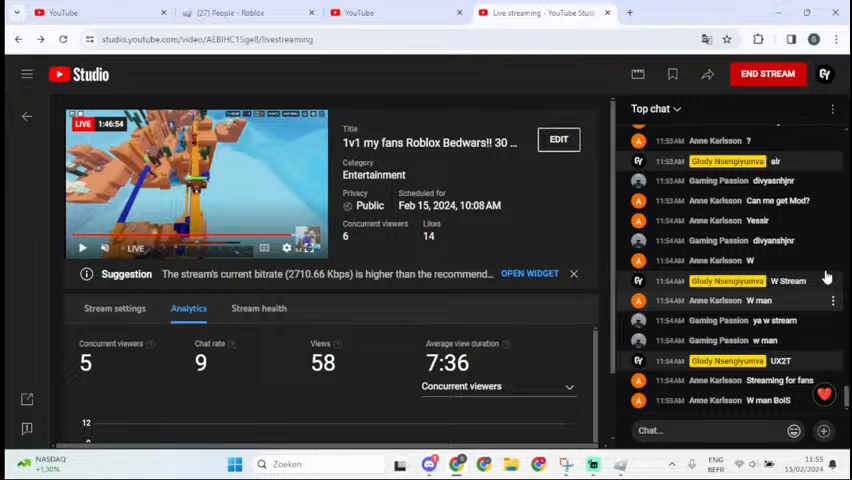 YouTube
(27) People - Roblox
YouTube
Live streaming - YouTube Studi
studio.youtube.com/video/AEBIHC1Sge8/livestreaming
G
Studio
END STREAM
LIVE 1:46:54
LIVE
Title
1v1 my fans Roblox Bedwars!! 30 ...
EDIT
Category
Entertainment
Privacy
Public
Scheduled for
Feb 15, 2024, 10:08 AM
Concurrent viewers
6
Likes
14
Suggestion The stream's current bitrate (2710.66 Kbps) is higher than the recommend... OPEN WIDGET
Stream settings
Analytics
Stream health
Concurrent viewers
5
Chat rate
9
Views
58
Average view duration
7:36
Concurrent viewers
12
Top chat
11:53AM Anne Karlsson ?
11:53AM Glody Nsengiyumva alr
11:53AM Gaming Passion divyasnhjnr
11:53AM Anne Karlsson Can me get Mod?
11:54AM Anne Karlsson Yessir
11:54AM Gaming Passion divyanshjnr
11:54AM Anne Karlsson W
11:54AM Glody Nsengiyumva W Stream
11:54AM Anne Karlsson W man
11:54AM Gaming Passion ya w stream
11:54AM Gaming Passion w man
11:54AM Glody Nsengiyumva UX2T
11:54AM Anne Karlsson Streaming for fans
11:55AM Anne Karlsson W man BolS
Chat...
NASDAQ
+1,30%
Zoeken
ENG
BEFR
11:55
15/02/2024